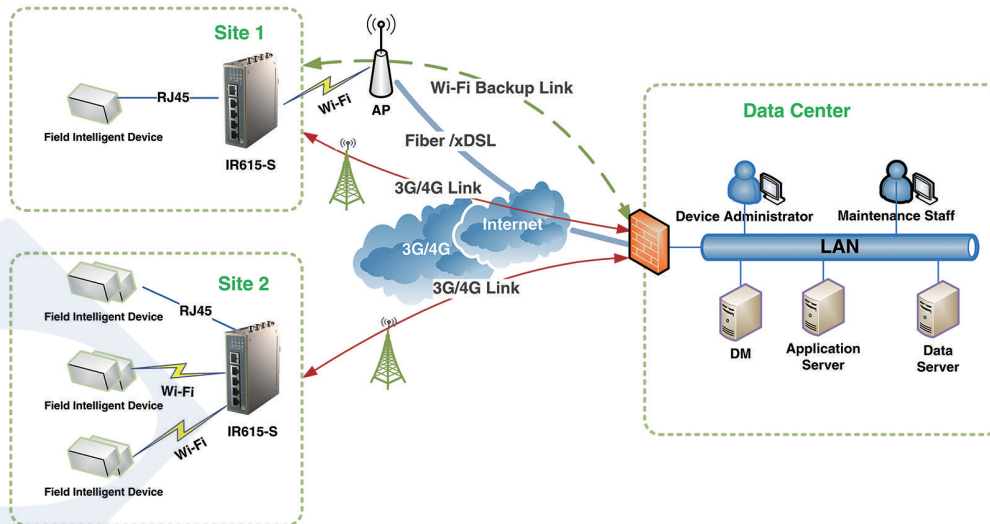 Site 1
RJ45
Field Intelligent Device
IR615-S
Wi-Fi
AP
Wi-Fi Backup Link
Fiber /xDSL
3G/4G Link
Internet
3G/4G
3G/4G Link
Site 2
Field Intelligent Device
RJ45
Field Intelligent Device
Wi-Fi
Wi-Fi
IR615-S
Field Intelligent Device
Data Center
Device Administrator
Maintenance Staff
LAN
DM
Application
Server
Data
Server